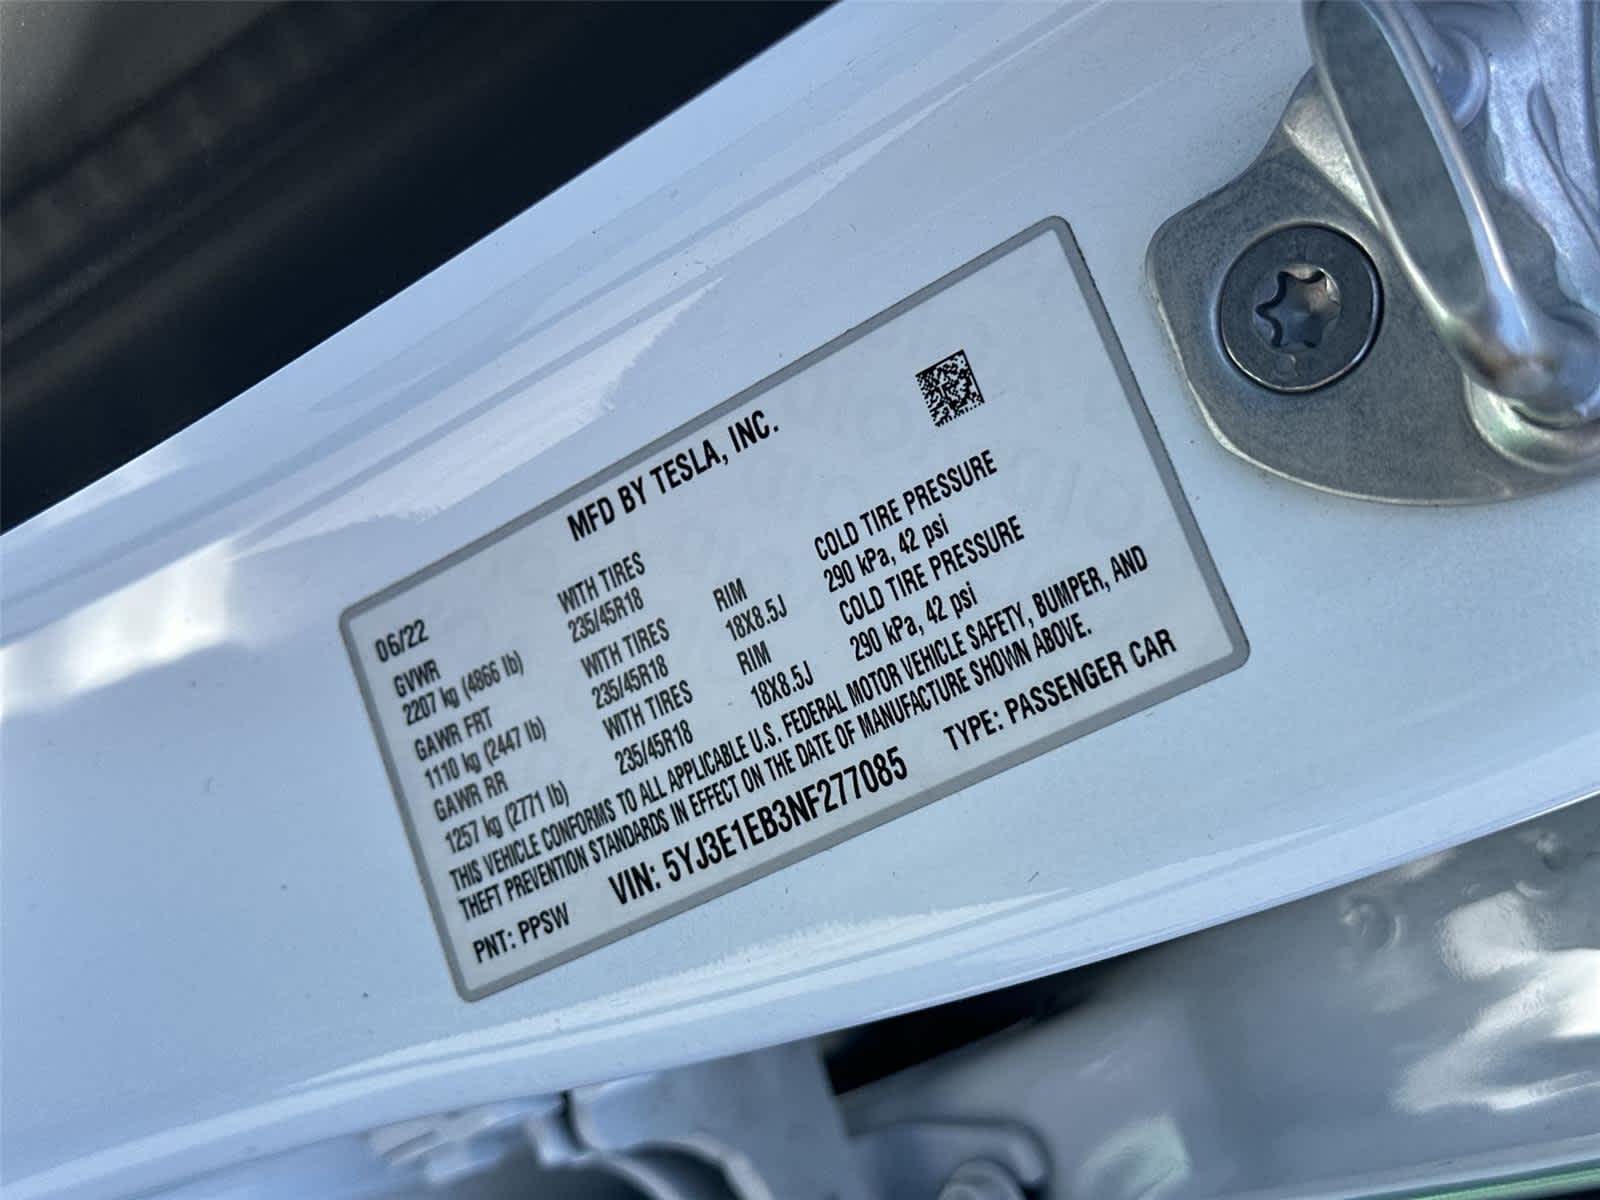 MFD BY TESLA, INC.
06/22
GVWR WITH TIRES RIM COLD TIRE PRESSURE
2207 kg (4866 lb) 235/45R18 18X8.5J 290 kPa, 42 psi
GAWR FRT WITH TIRES RIM COLD TIRE PRESSURE
1110 kg (2447 lb) 235/45R18 18X8.5J 290 kPa, 42 psi
GAWR RR WITH TIRES
1257 kg (2771 lb) 235/45R18
THIS VEHICLE CONFORMS TO ALL APPLICABLE U.S. FEDERAL MOTOR VEHICLE SAFETY, BUMPER, AND
THEFT PREVENTION STANDARDS IN EFFECT ON THE DATE OF MANUFACTURE SHOWN ABOVE.
PNT: PPSW VIN: 5YJ3E1EB3NF277085 TYPE: PASSENGER CAR